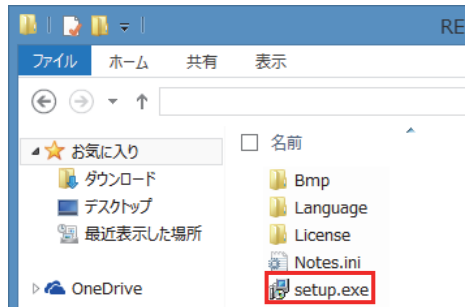 RE
ファイル ホーム 共有 表示
お気に入り
ダウンロード
デスクトップ
最近表示した場所
OneDrive
名前
Bmp
Language
License
Notes.ini
setup.exe